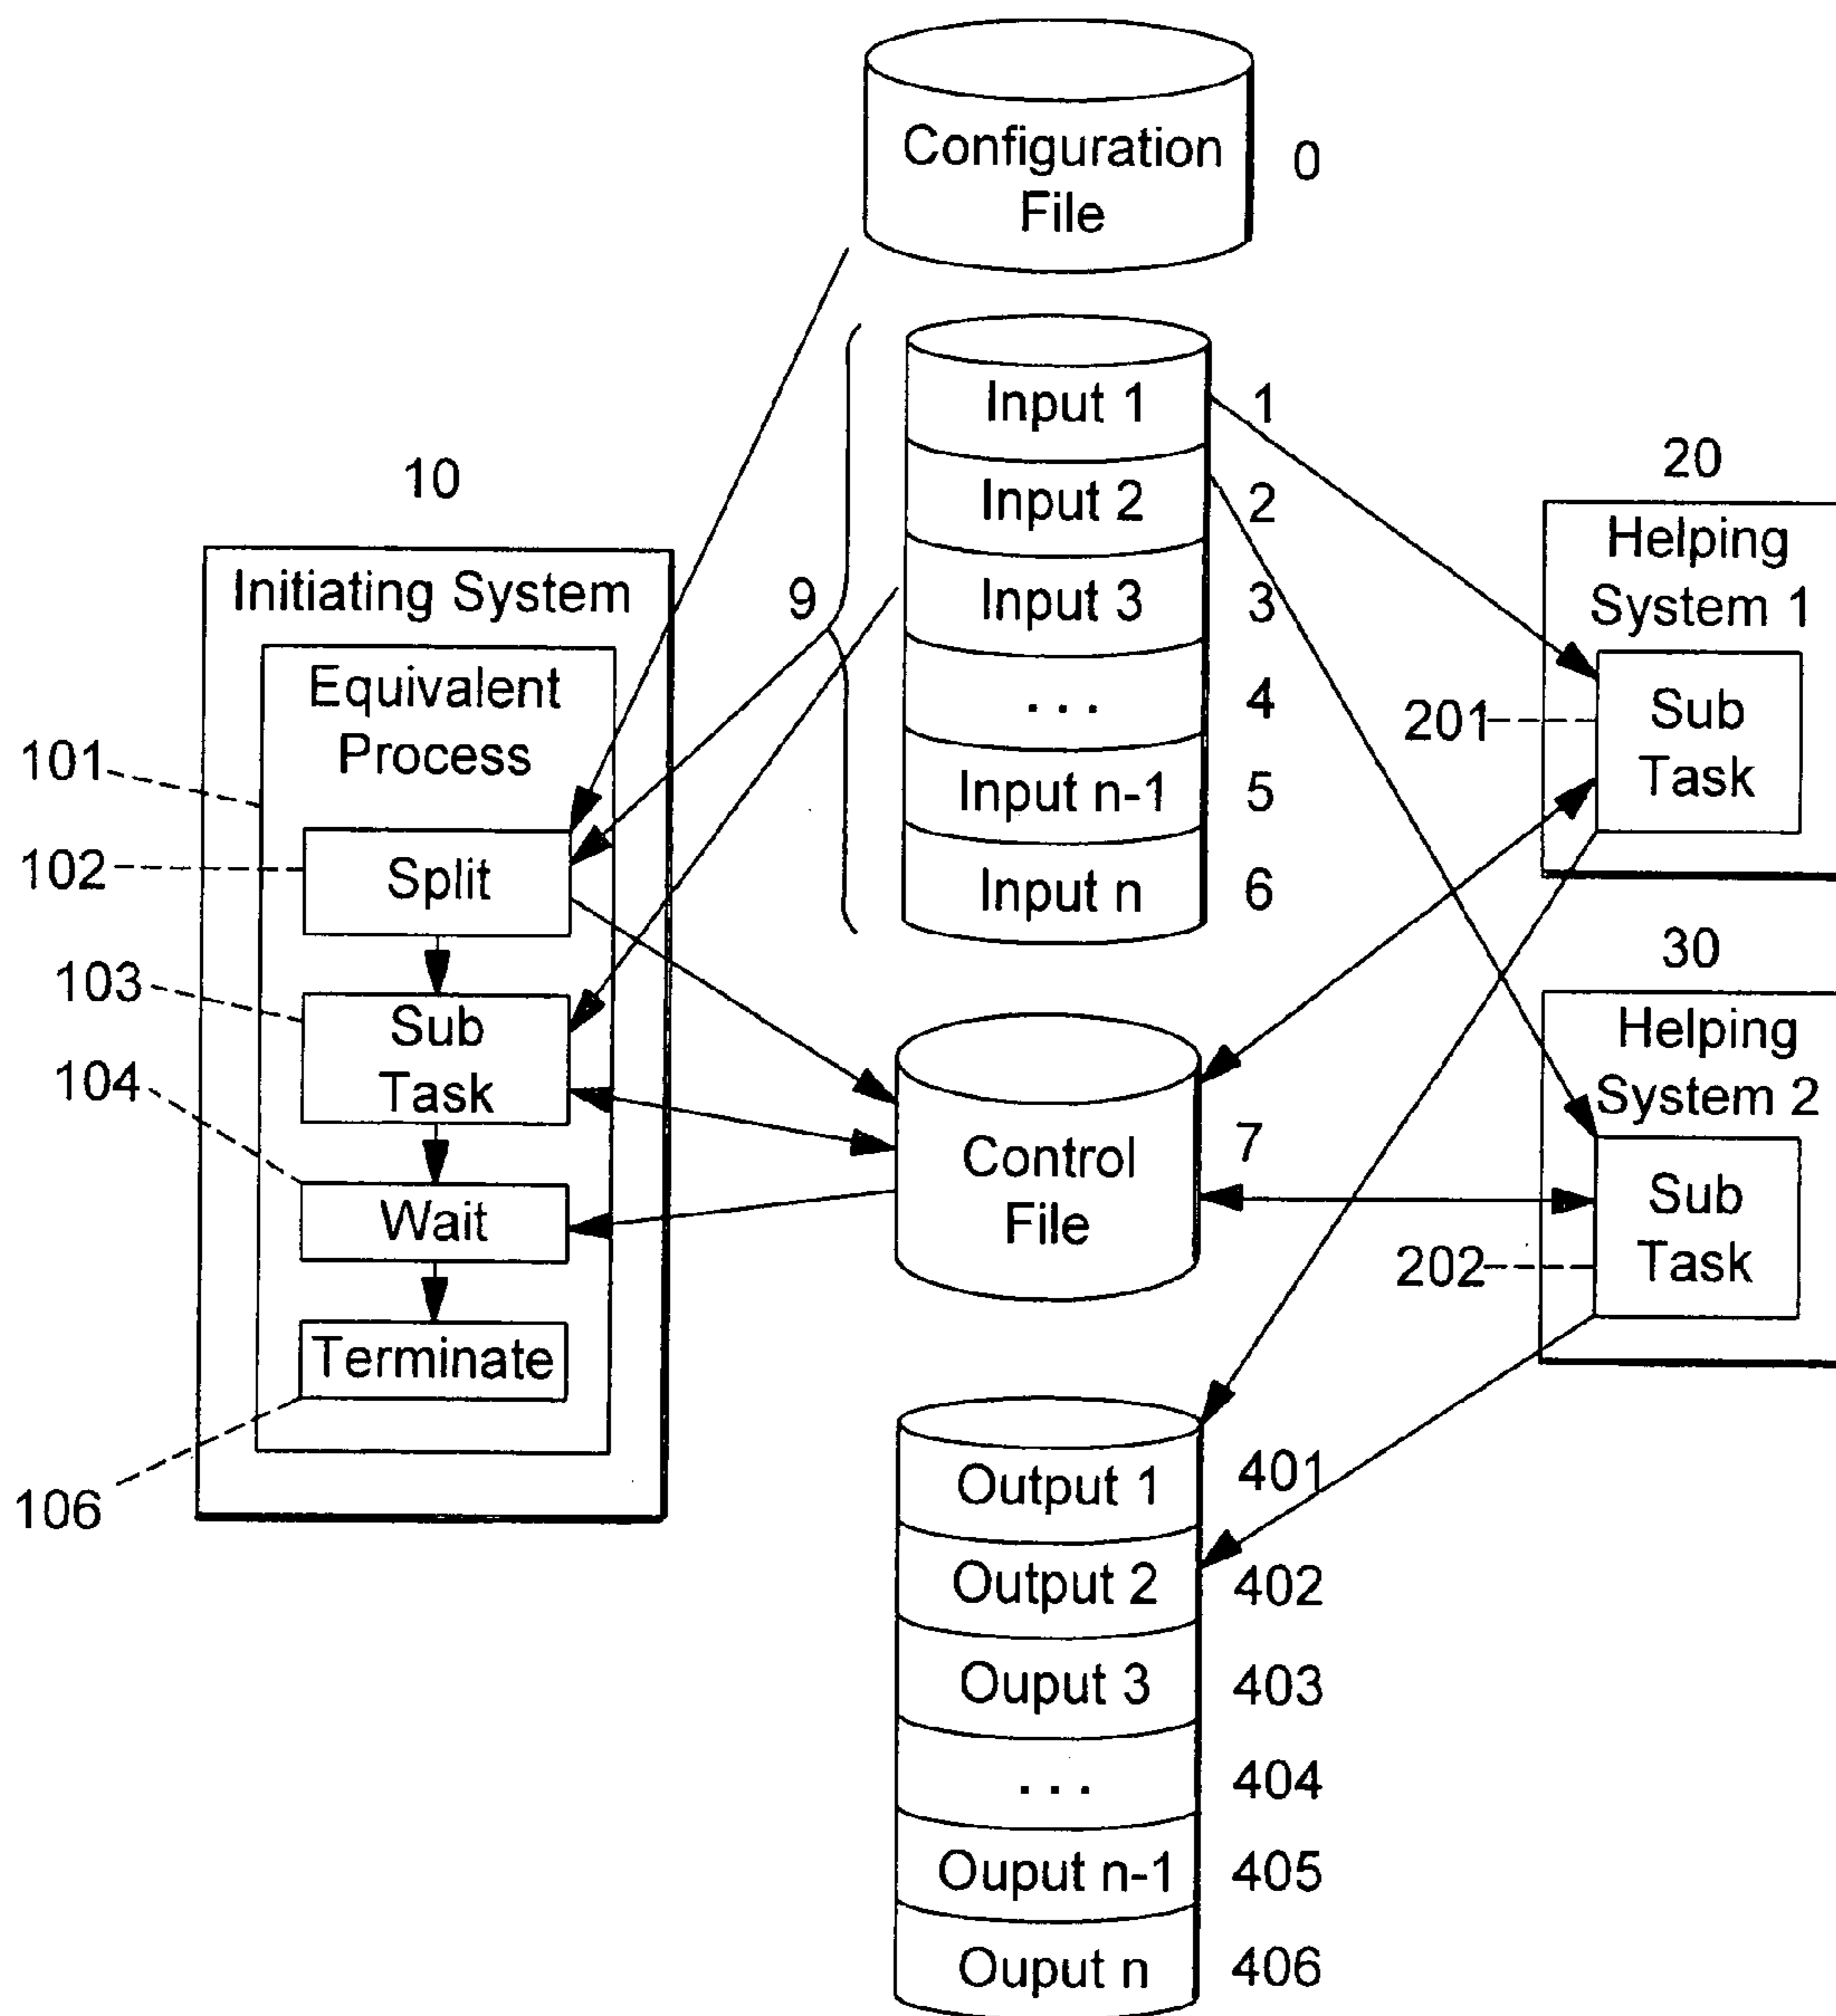 Configuration
File
0
Input 1
1
Input 2
2
Input 3
3
. . .
4
Input n-1
5
Input n
6
9
10
Initiating System
Equivalent
Process
101
Split
102
Sub
Task
103
Wait
104
Terminate
106
20
Helping
System 1
Sub
Task
201
30
Helping
System 2
Sub
Task
202
Control
File
7
Output 1
401
Output 2
402
Ouput 3
403
. . .
404
Ouput n-1
405
Ouput n
406